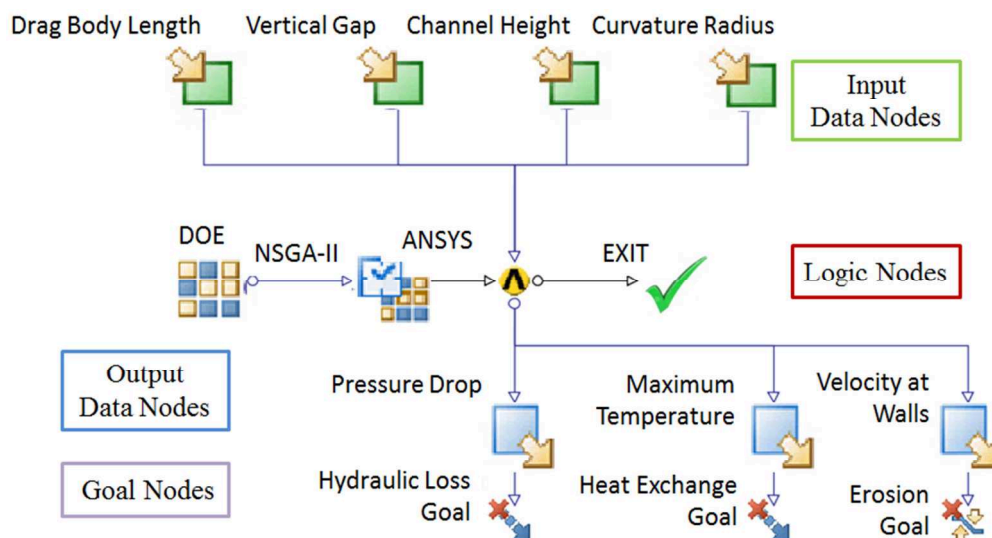 Drag Body Length
Vertical Gap
Channel Height
Curvature Radius
Input
Data Nodes
DOE
NSGA-II
ANSYS
EXIT
Logic Nodes
Output
Data Nodes
Pressure Drop
Maximum
Temperature
Velocity at
Walls
Goal Nodes
Hydraulic Loss
Goal
Heat Exchange
Goal
Erosion
Goal